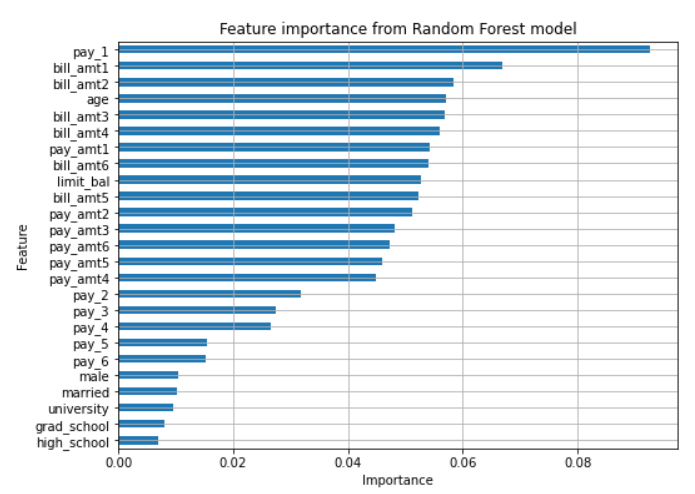 Feature importance from Random Forest model
pay_1
bill_amt1
bill_amt2
age
bill_amt3
bill_amt4
pay_amt1
bill_amt6
limit_bal
bill_amt5
pay_amt2
pay_amt3
pay_amt6
pay_amt5
pay_amt4
pay_2
pay_3
pay_4
pay_5
pay_6
male
married
university
grad_school
high_school
Feature
0.00 0.02 0.04 0.06 0.08
Importance